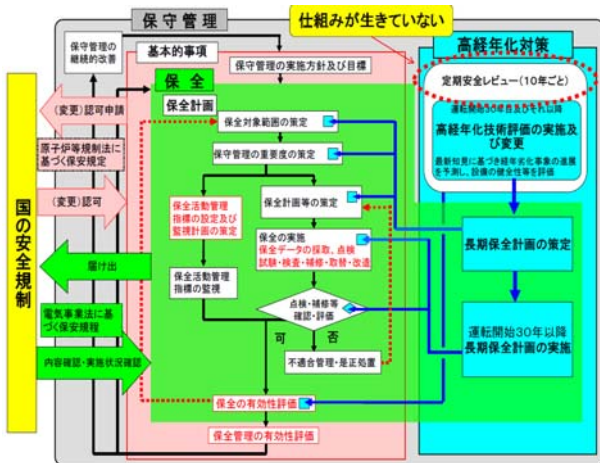 保守管理
仕組みが生きていない
高経年化対策
保守管理の
継続的改善
基本的事項
保守管理の実施方針及び目標
定期安全レビュー(10年ごと)
保 全
保全計画
運転開始30年目及びそれ以降
高経年化技術評価の実施及
び変更
最新知見に基づき経年劣化事象の進展
を予測し、設備の健全性等を評価
(変更)認可申請
保全対象範囲の策定
原子炉等規制法に
基づく保安規定
保守管理の重要度の策定
(変更)認可
国の安全規制
保全活動管理
指標の設定及び
監視計画の策定
保全計画等の策定
長期保全計画の策定
保全の実施
保全データの採取、点検
試験・検査・補修・取替・改造
届け出
保全活動管理
指標の監視
点検・補修等
確認・評価
電気事業法に基
づく保安規程
可
否
運転開始30年以降
長期保全計画の実施
内容確認・実施状況確認
不適合管理・是正処置
保全の有効性評価
保全管理の有効性評価